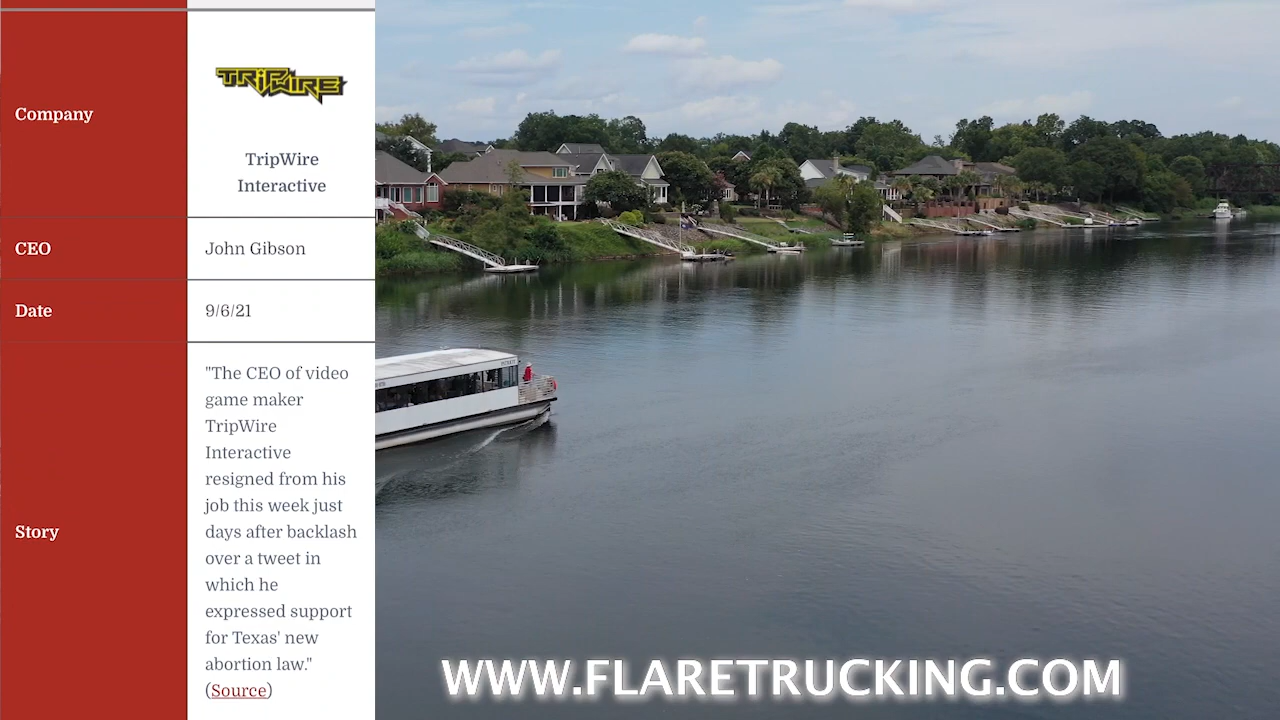 Company
TRIPWIRE
TripWire
Interactive
CEO
John Gibson
Date
9/6/21
Story
"The CEO of video
game maker
TripWire
Interactive
resigned from his
job this week just
days after backlash
over a tweet in
which he
expressed support
for Texas' new
abortion law."
(Source)
WWW.FLARETRUCKING.COM